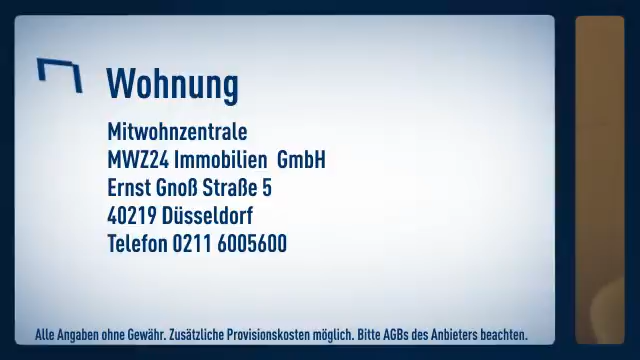 Wohnung
Mitwohnzentrale
MWZ24 Immobilien GmbH
Ernst Gnoß Straße 5
40219 Düsseldorf
Telefon 0211 6005600
Alle Angaben ohne Gewähr. Zusätzliche Provisionskosten möglich. Bitte AGBs des Anbieters beachten.